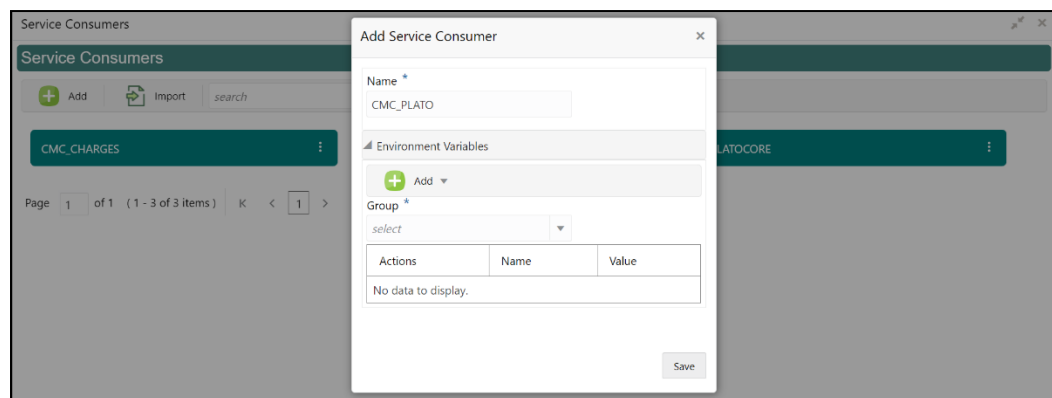 Service Consumers
Service Consumers
Add Import search
CMC_CHARGES
LATOCORE
Page 1 of 1 ( 1 - 3 of 3 items ) K < 1 >
Add Service Consumer ×
Name *
CMC_PLATO
Environment Variables
Add
Group *
select
Actions Name Value
No data to display.
Save